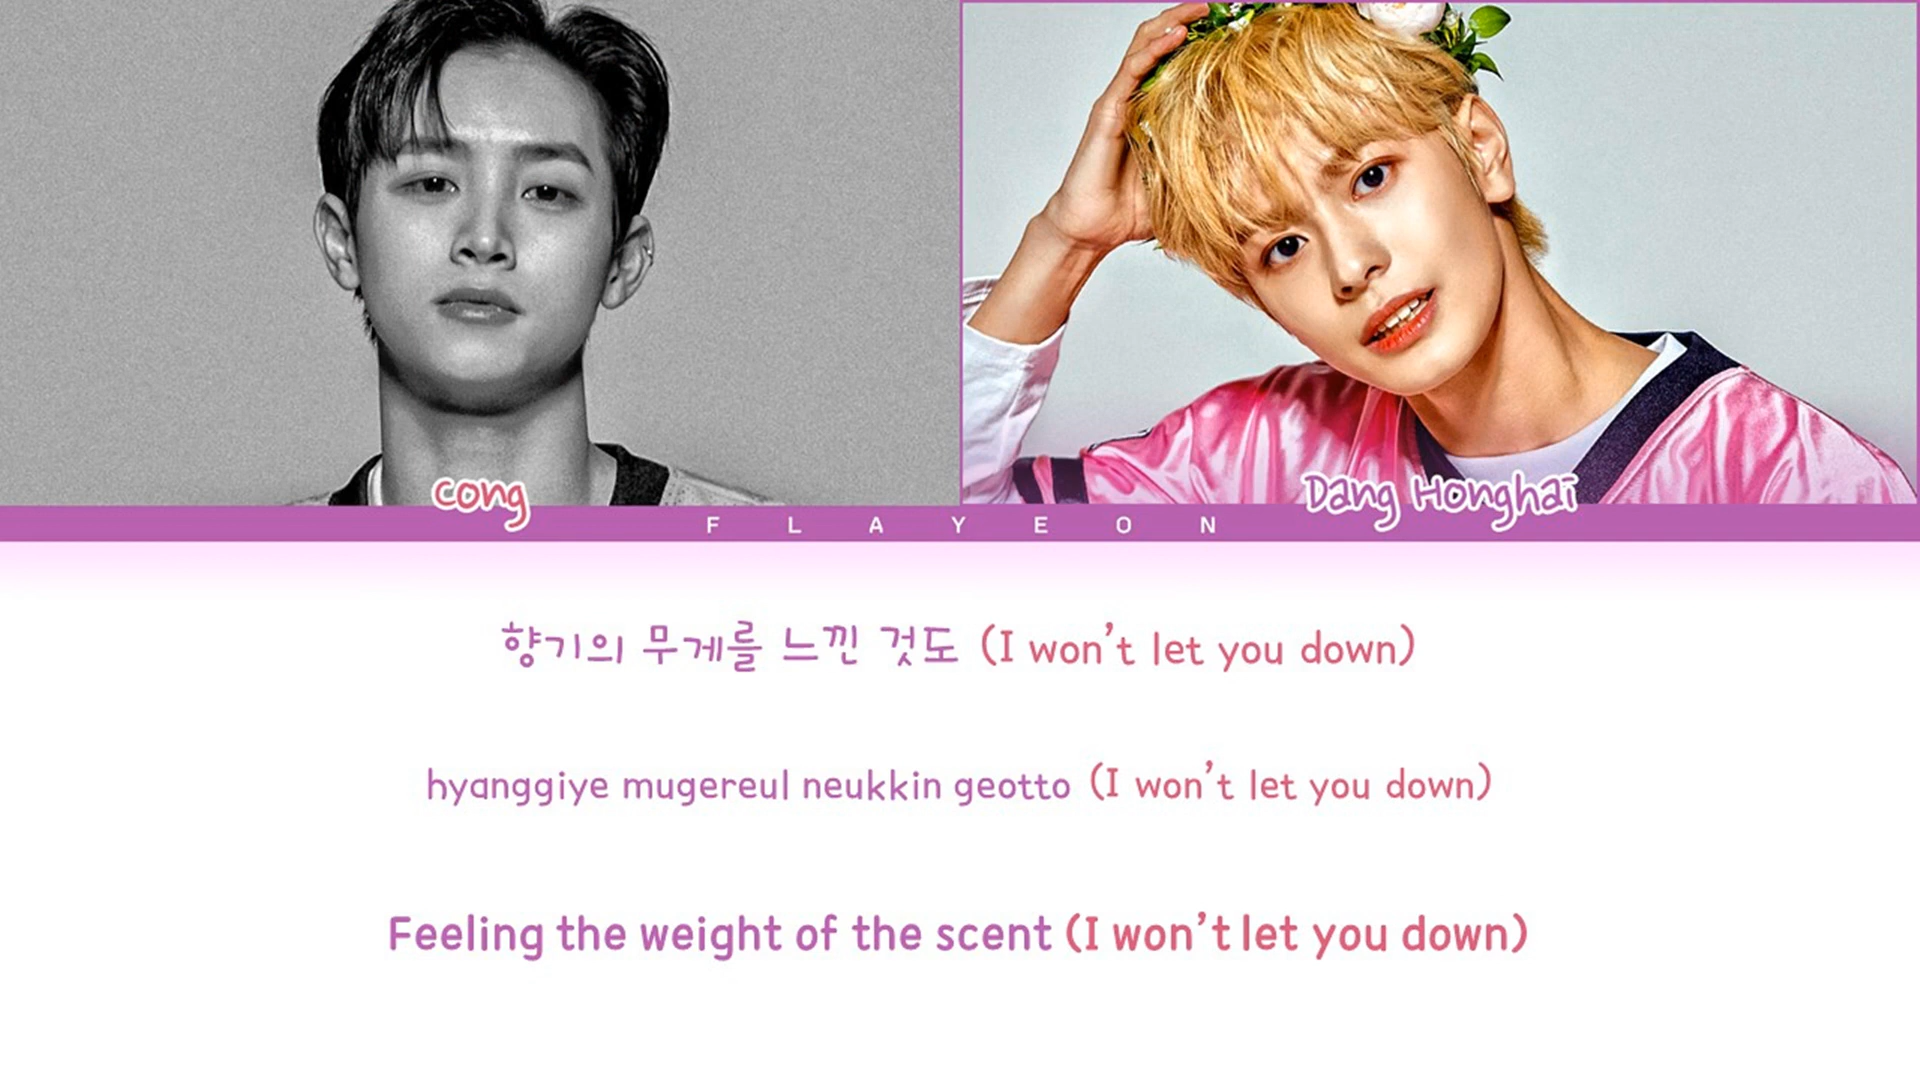 cong
Dang Honghai
FLAYEON
향기의 무게를 느낀 것도 (I won't let you down)
hyanggiye mugereul neukkin geotto (I won't let you down)
Feeling the weight of the scent (I won't let you down)